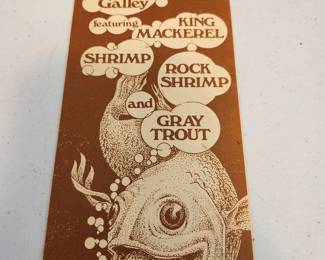 Galley
featuring KING
MACKEREL
SHRIMP
ROCK
SHRIMP
and
GRAY
TROUT